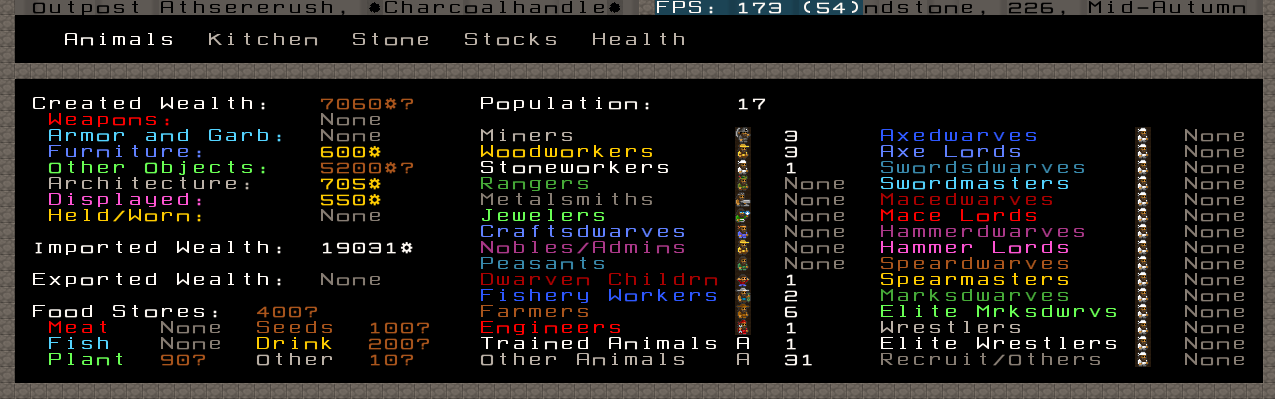 Outpost Athsererush, ☼Charcoalhandle☼ FPS: 173 (54)ndstone, 226, Mid-Autumn
Animals Kitchen Stone Stocks Health
Created Wealth: 7060☼? Population: 17
Weapons: None
Armor and Garb: None Miners 3 Axedwarves None
Furniture: 600☼ Woodworkers 3 Axe Lords None
Other Objects: 5200☼? Stoneworkers 1 Swordsdwarves None
Architecture: 705☼ Rangers None Swordmasters None
Displayed: 550☼ Metalsmiths None Macedwarves None
Held/Worn: None Jewelers None Mace Lords None
Craftsdwarves None Hammerdwarves None
Imported Wealth: 19031☼ Nobles/Admins None Hammer Lords None
Peasants None Speardwarves None
Exported Wealth: None Dwarven Childrn 1 Spearmasters None
Fishery Workers 2 Marksdwarves None
Food Stores: 400? Farmers 6 Elite Mrksdwrvs None
Meat None Seeds 100? Engineers 1 Wrestlers None
Fish None Drink 200? Trained Animals A 1 Elite Wrestlers None
Plant 90? Other 10? Other Animals A 31 Recruit/Others None